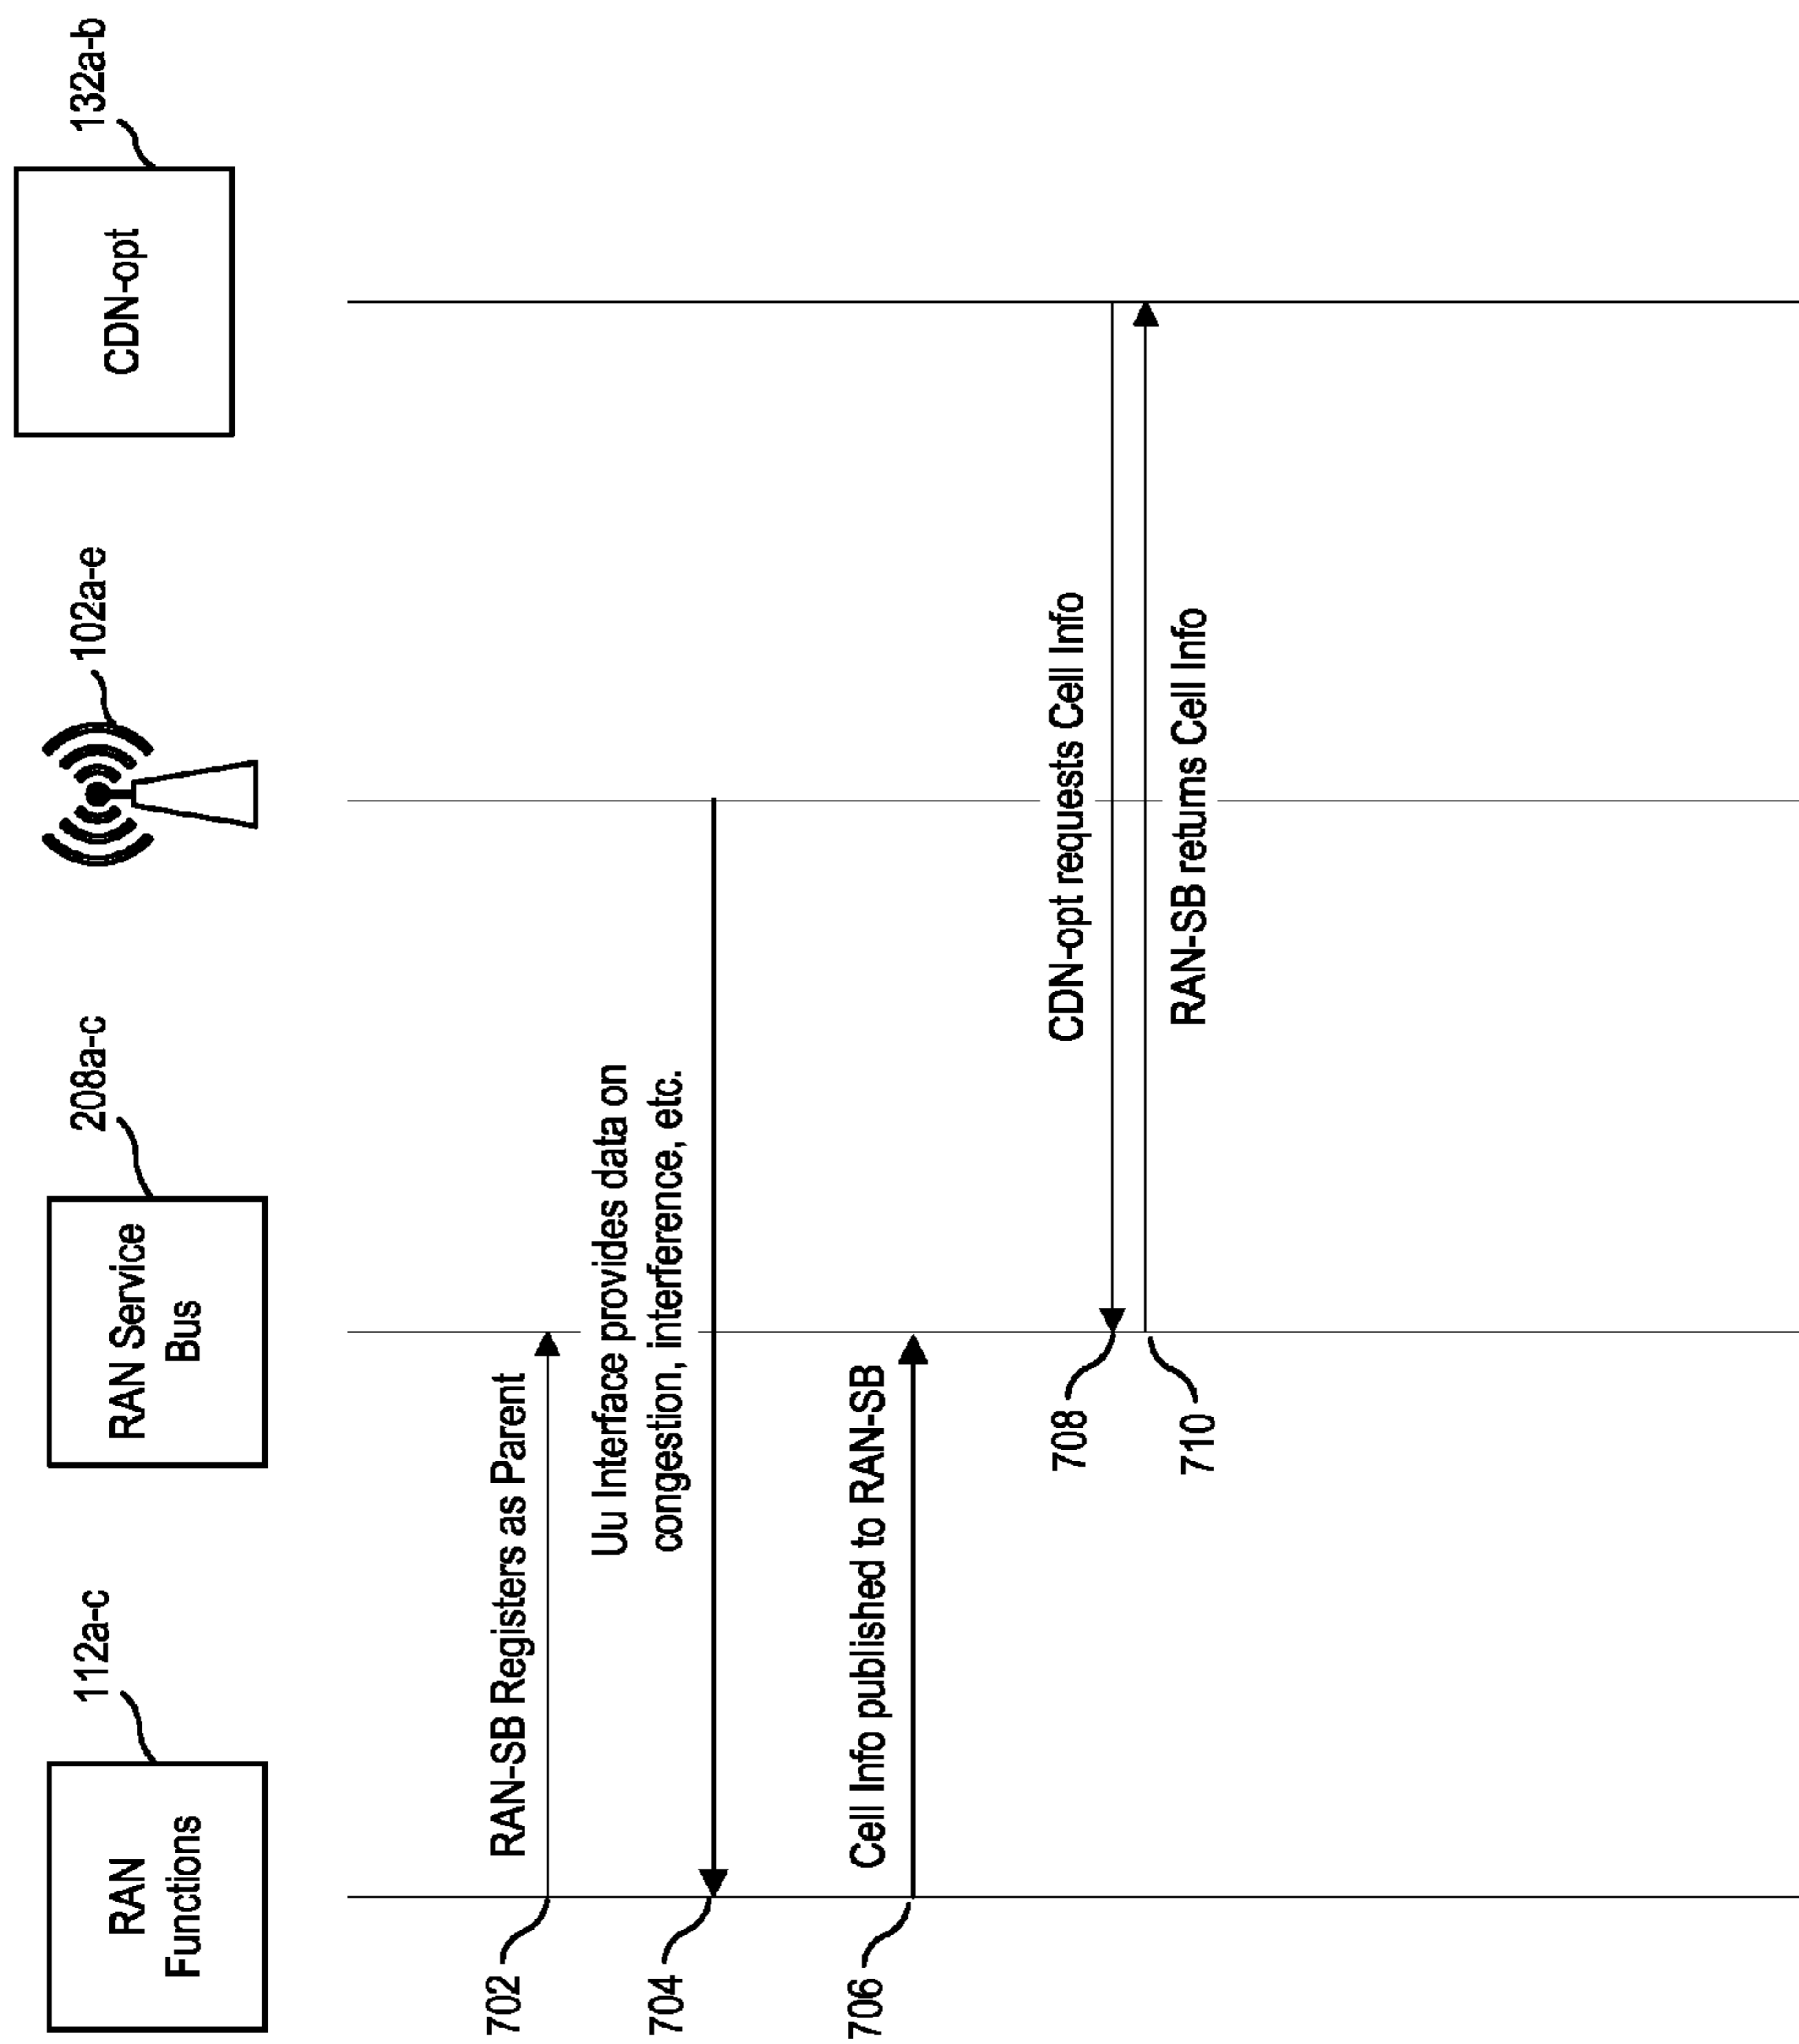 112a-c
RAN
Functions
208a-c
RAN Service
Bus
102a-e
132a-b
CDN-opt
RAN-SB Registers as Parent
702
Uu Interface provides data on
congestion, interference, etc.
704
Cell Info published to RAN-SB
706
CDN-opt requests Cell Info
708
RAN-SB returns Cell Info
710